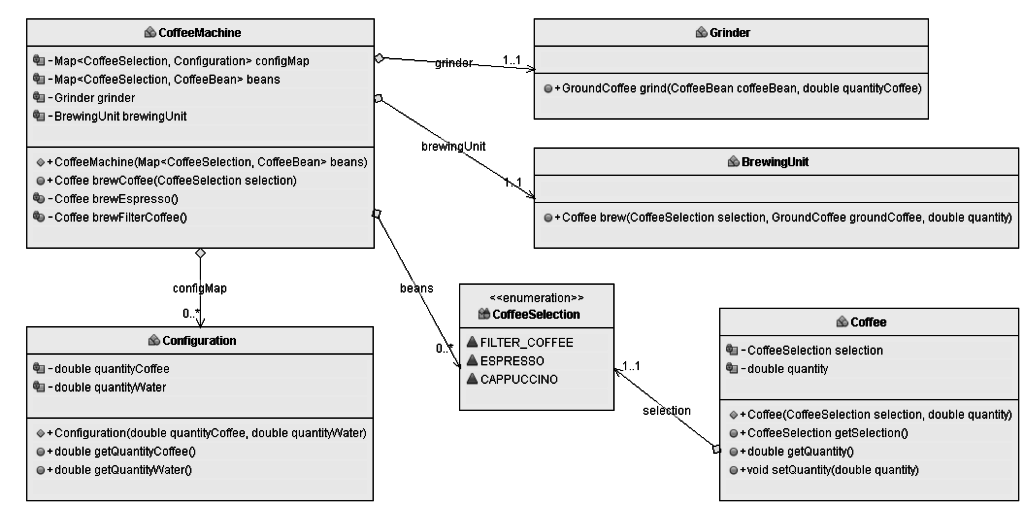 CoffeeMachine
-Map<CoffeeSelection, Configuration> configMap
-Map<CoffeeSelection, CoffeeBean> beans
-Grinder grinder
-BrewingUnit brewingUnit
+CoffeeMachine(Map<CoffeeSelection, CoffeeBean> beans)
+Coffee brewCoffee(CoffeeSelection selection)
-Coffee brewEspresso()
-Coffee brewFilterCoffee()
grinder
1..1
Grinder
+GroundCoffee grind(CoffeeBean coffeeBean, double quantityCoffee)
brewingUnit
1..1
BrewingUnit
+Coffee brew(CoffeeSelection selection, GroundCoffee groundCoffee, double quantity)
configMap
0..*
beans
0..*
Configuration
-double quantityCoffee
-double quantityWater
+Configuration(double quantityCoffee, double quantityWater)
+double getQuantityCoffee()
+double getQuantityWater()
<<enumeration>>
CoffeeSelection
FILTER_COFFEE
ESPRESSO
CAPPUCCINO
1..1
selection
Coffee
-CoffeeSelection selection
-double quantity
+Coffee(CoffeeSelection selection, double quantity)
+CoffeeSelection getSelection()
+double getQuantity()
+void setQuantity(double quantity)